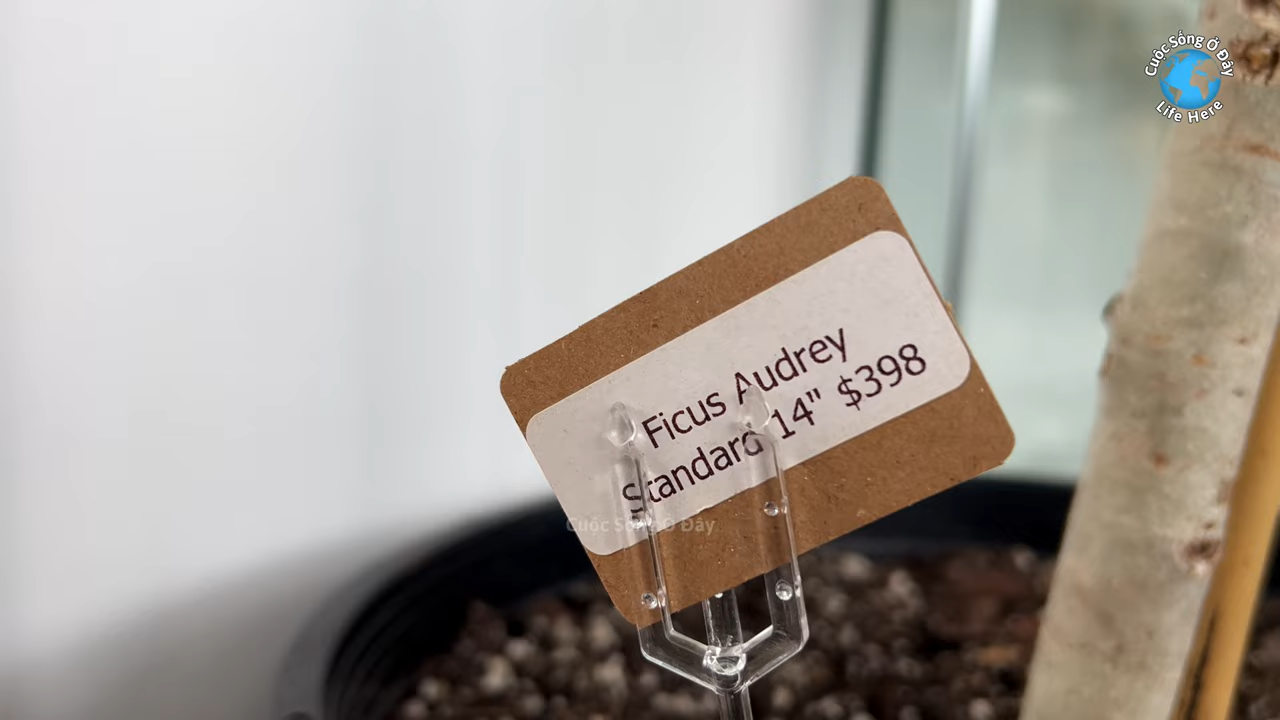 Cuộc Sống Ở Đây
Life Here
Ficus Audrey
Standard 14" $398
Cuộc Sống Ở Đây